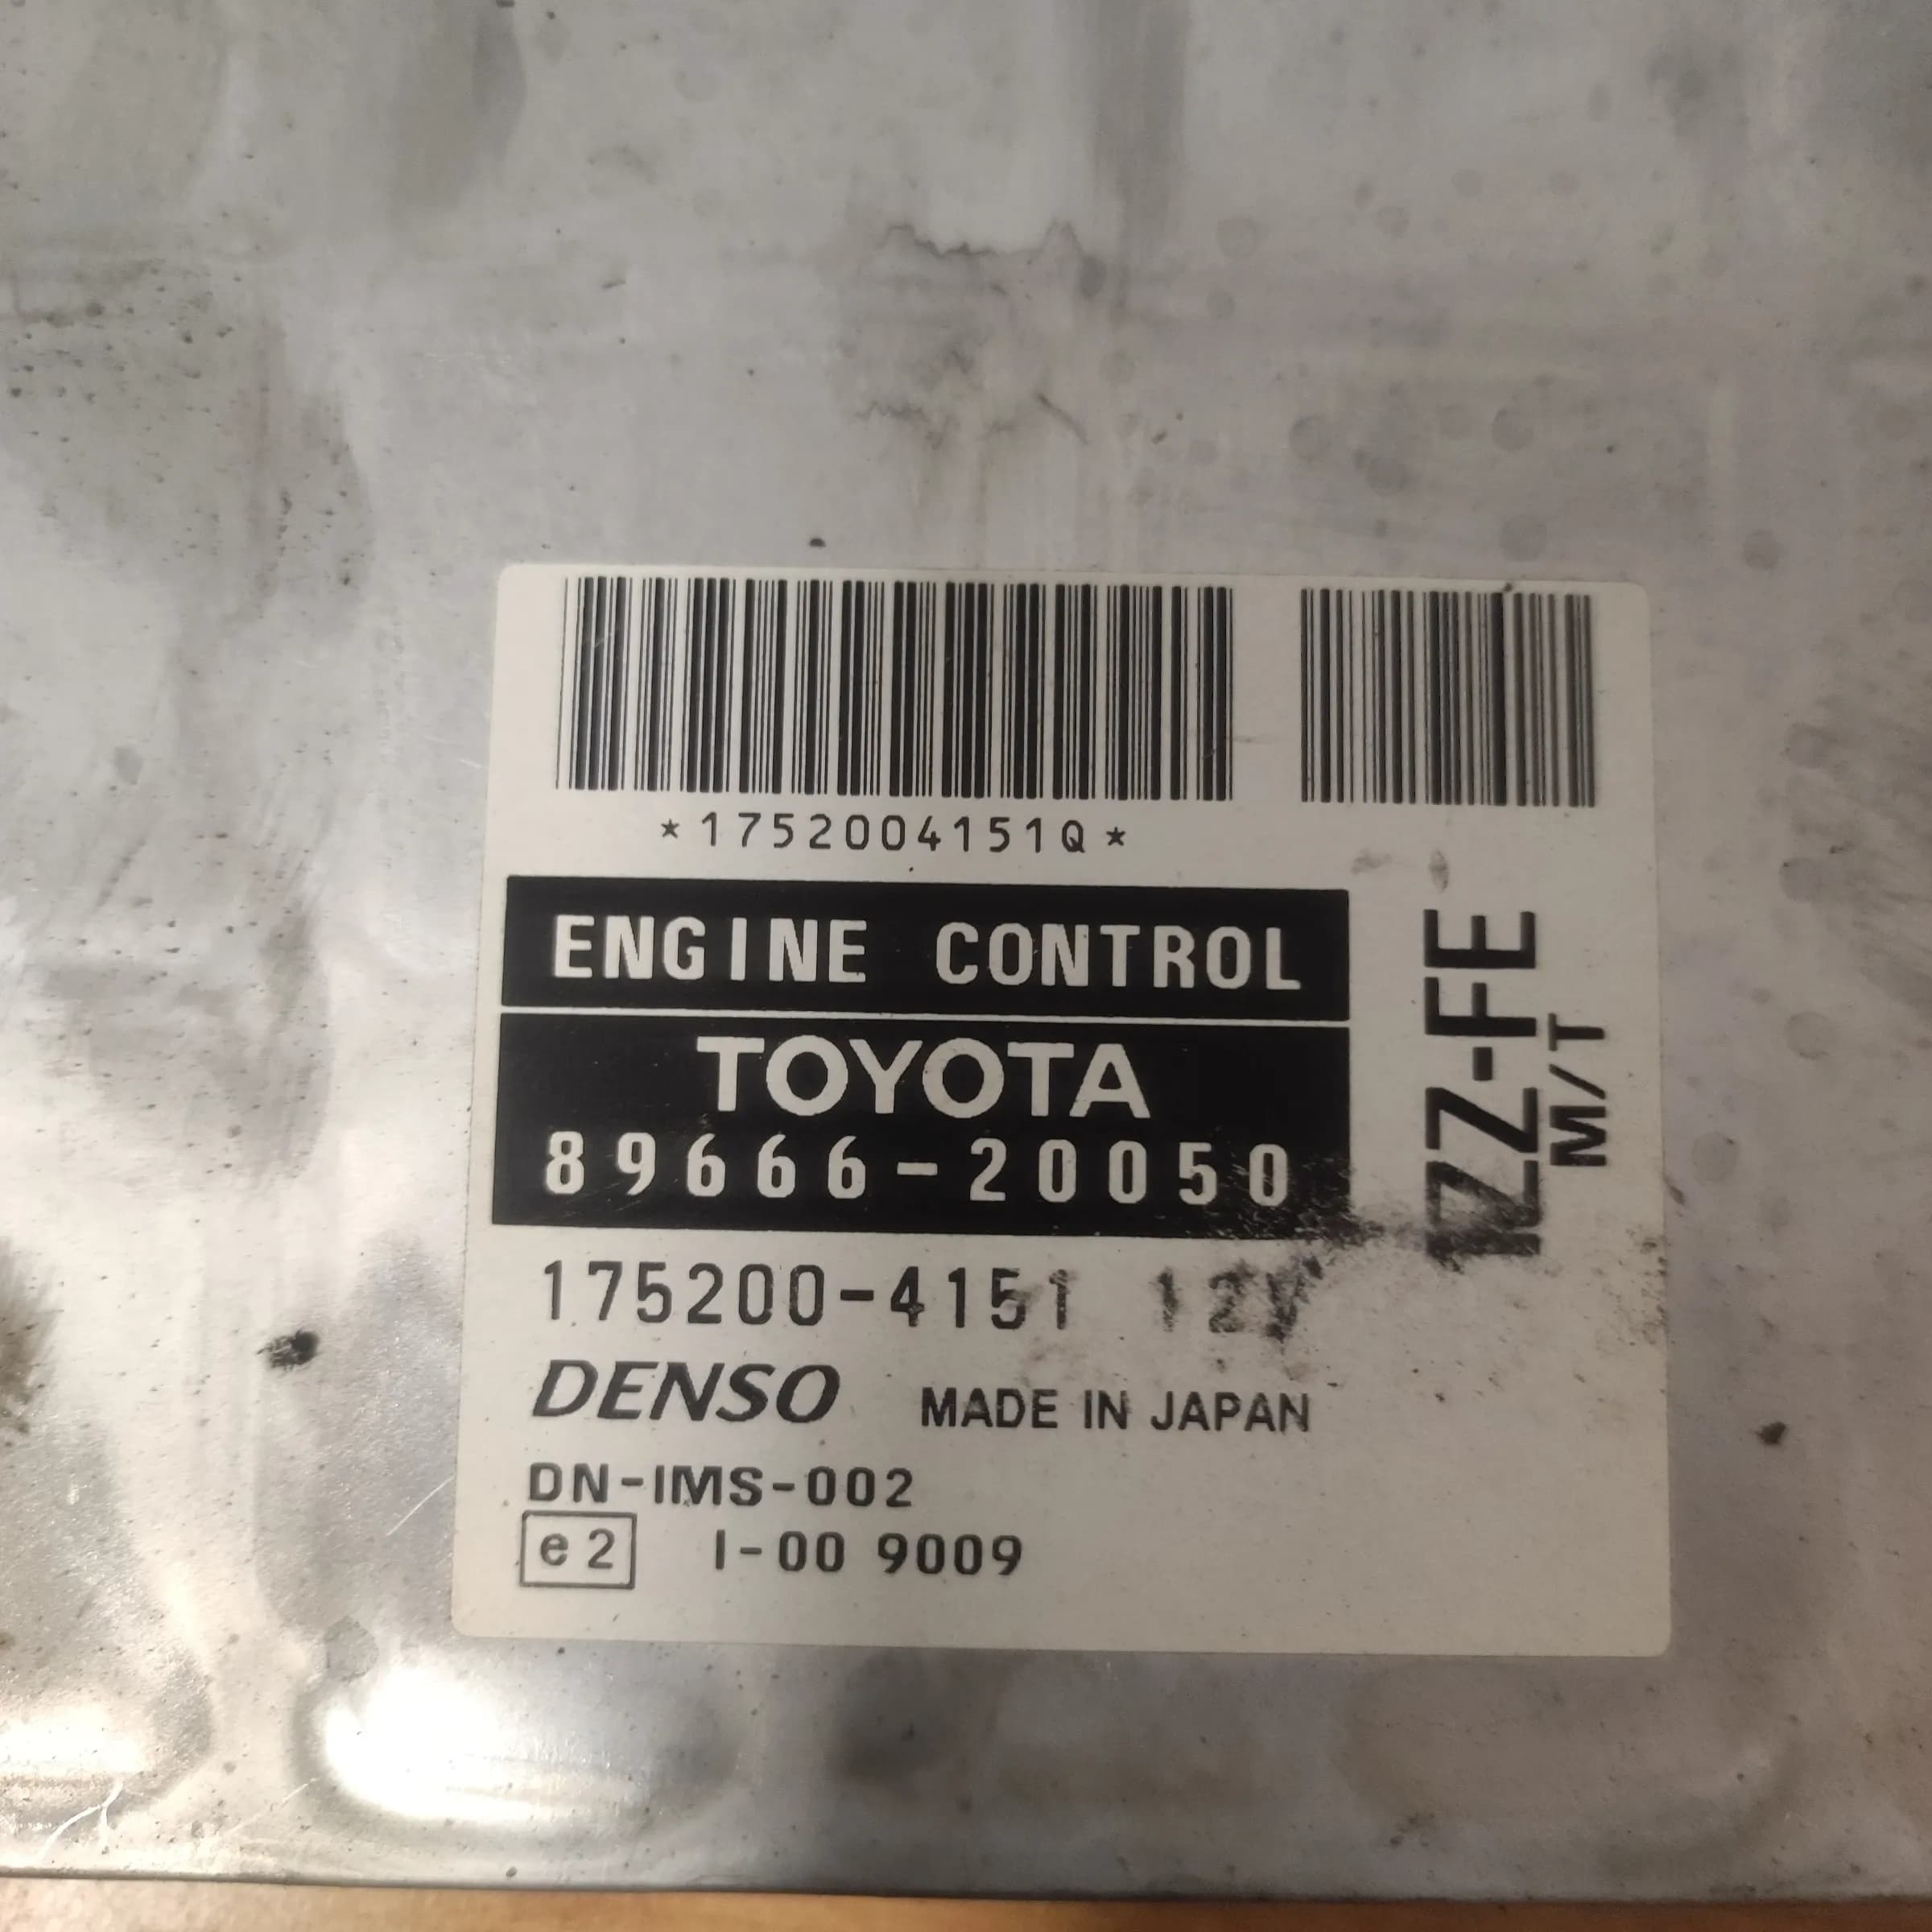 *1752004151Q*
ENGINE CONTROL
TOYOTA
89666-20050
175200-4151 12V
DENSO MADE IN JAPAN
DN-IMS-002
e2 I-00 9009
1ZZ-FE
M/T